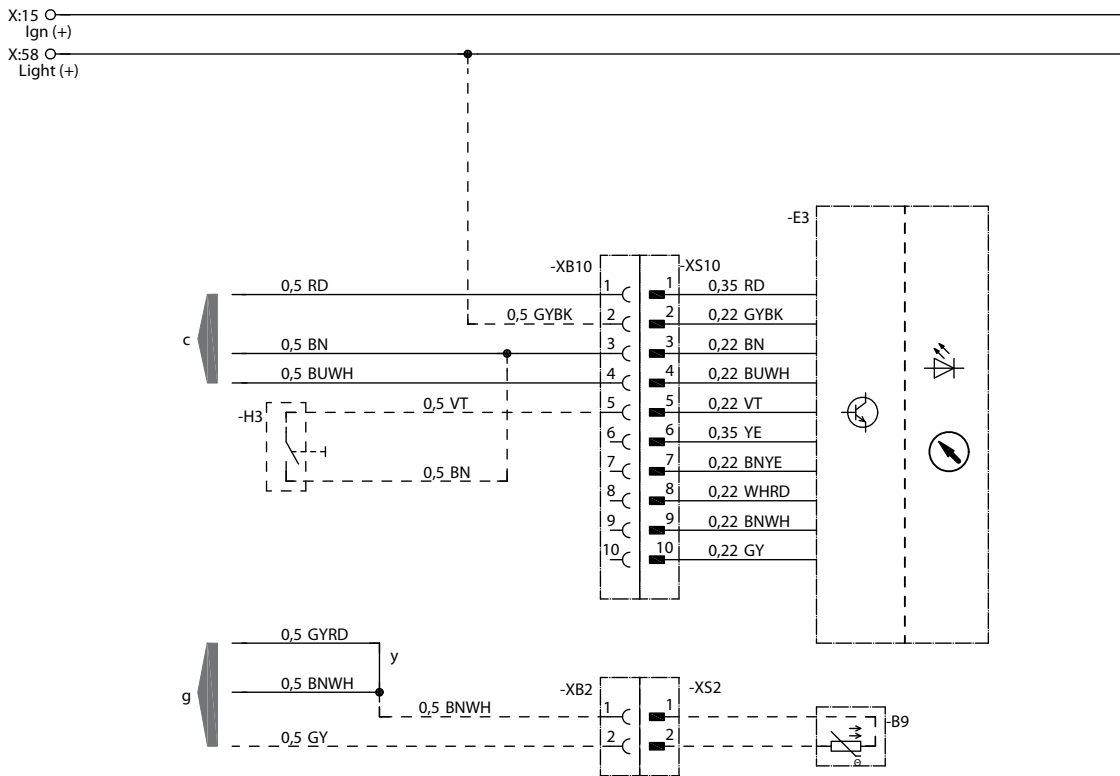 X:15
Ign (+)
X:58
Light (+)
-E3
-XB10
-XS10
0,5 RD
1
1
0,35 RD
0,5 GYBK
2
2
0,22 GYBK
c
0,5 BN
3
3
0,22 BN
0,5 BUWH
4
4
0,22 BUWH
-H3
0,5 VT
5
5
0,22 VT
6
6
0,35 YE
0,5 BN
7
7
0,22 BNYE
8
8
0,22 WHRD
9
9
0,22 BNWH
10
10
0,22 GY
0,5 GYRD
y
g
0,5 BNWH
-XB2
-XS2
0,5 BNWH
1
1
-B9
0,5 GY
2
2
Θ